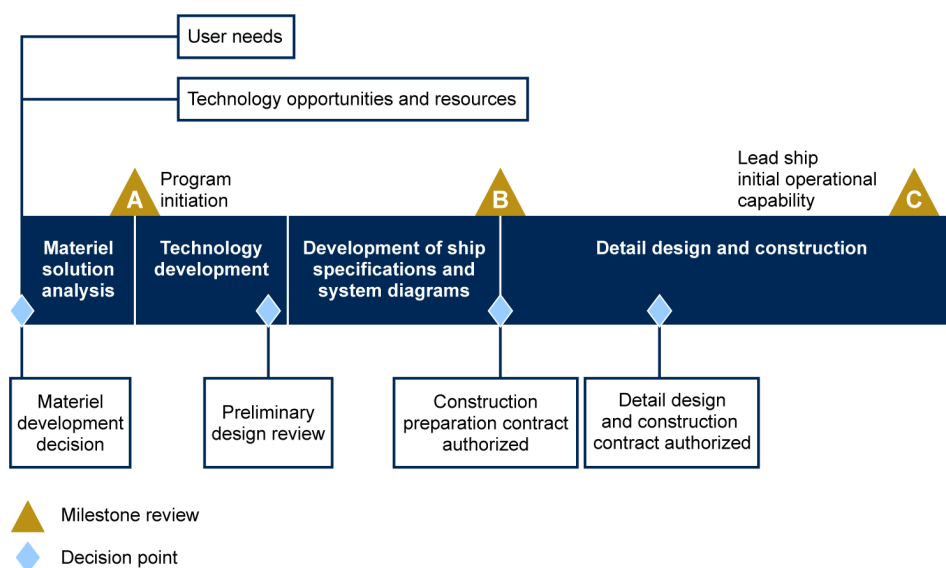 User needs
Technology opportunities and resources
A
Program
initiation
B
Lead ship
initial operational
capability
C
Materiel
solution
analysis
Technology
development
Development of ship
specifications and
system diagrams
Detail design and construction
Materiel
development
decision
Preliminary
design review
Construction
preparation contract
authorized
Detail design
and construction
contract authorized
Milestone review
Decision point